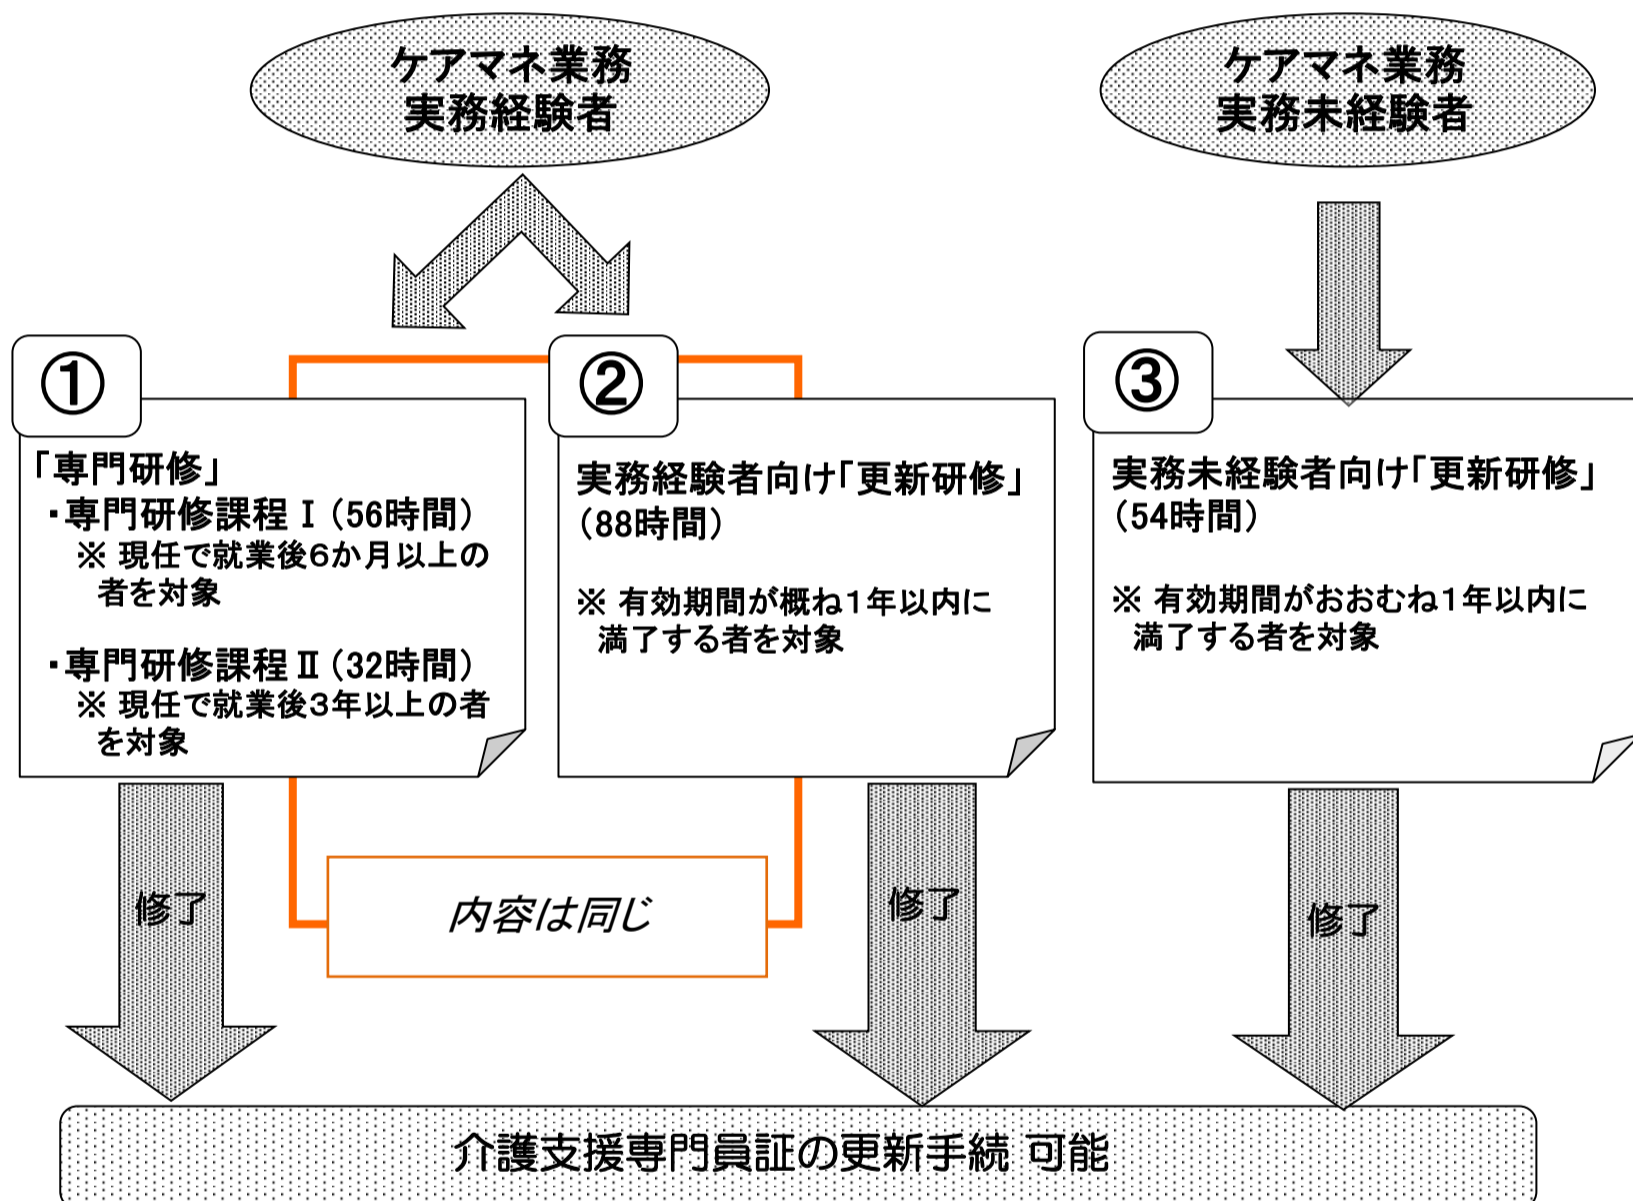 ケアマネ業務
実務経験者
ケアマネ業務
実務未経験者
①
「専門研修」
・専門研修課程Ⅰ（56時間）
※ 現任で就業後６か月以上の
者を対象
・専門研修課程Ⅱ（32時間）
※ 現任で就業後３年以上の者
を対象
②
実務経験者向け「更新研修」
（88時間）
※ 有効期間が概ね１年以内に
満了する者を対象
③
実務未経験者向け「更新研修」
（54時間）
※ 有効期間がおおむね１年以内に
満了する者を対象
修了
内容は同じ
修了
修了
介護支援専門員証の更新手続 可能